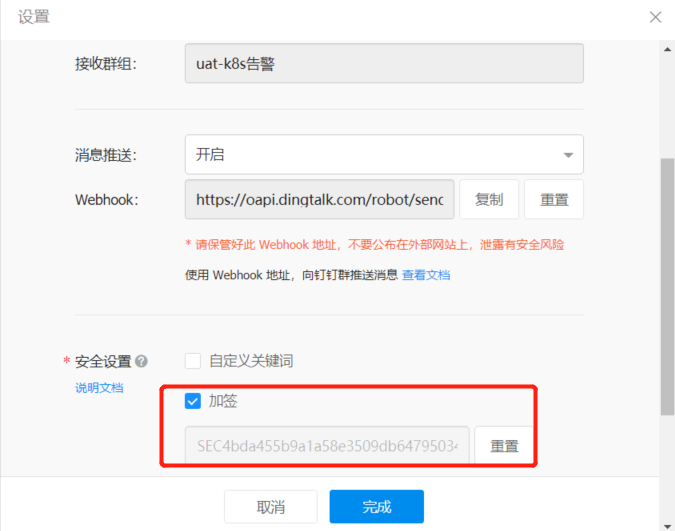 设置
接收群组：
uat-k8s告警
消息推送：
开启
Webhook：
https://oapi.dingtalk.com/robot/send
复制
重置
* 请保管好此 Webhook 地址，不要公布在外部网站上，泄露有安全风险
使用 Webhook 地址，向钉钉群推送消息 查看文档
* 安全设置
自定义关键词
说明文档
加签
SEC4bda455b9a1a58e3509db64795034
重置
取消
完成